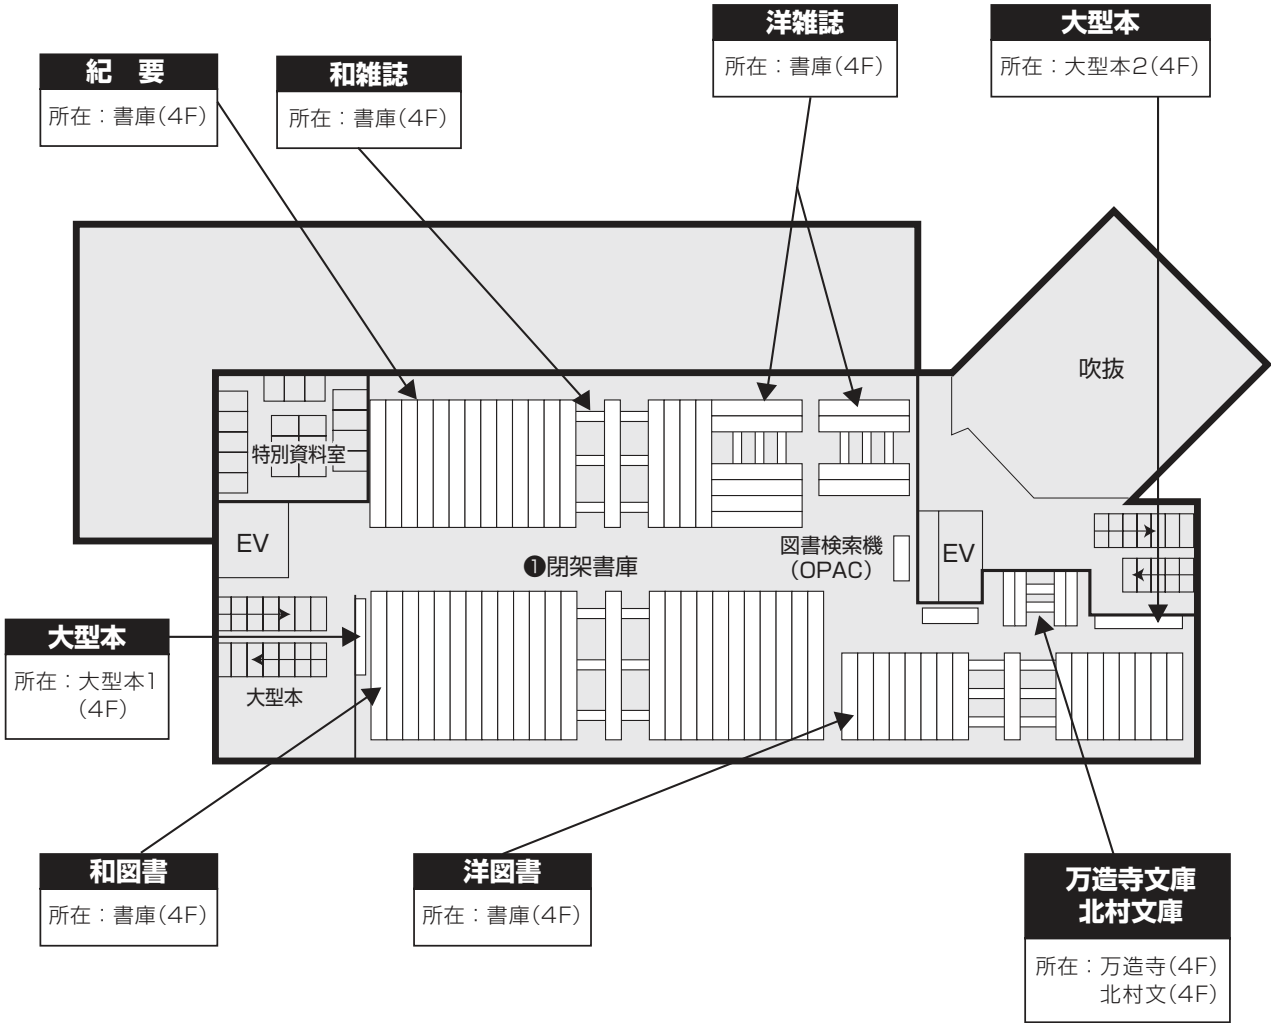 紀　要
所在：書庫(4F)
和雑誌
所在：書庫(4F)
洋雑誌
所在：書庫(4F)
大型本
所在：大型本2(4F)
吹抜
特別資料室
EV
❶閉架書庫
図書検索機
(OPAC)
EV
大型本
所在：大型本1
(4F)
大型本
和図書
所在：書庫(4F)
洋図書
所在：書庫(4F)
万造寺文庫
北村文庫
所在：万造寺(4F)
北村文(4F)